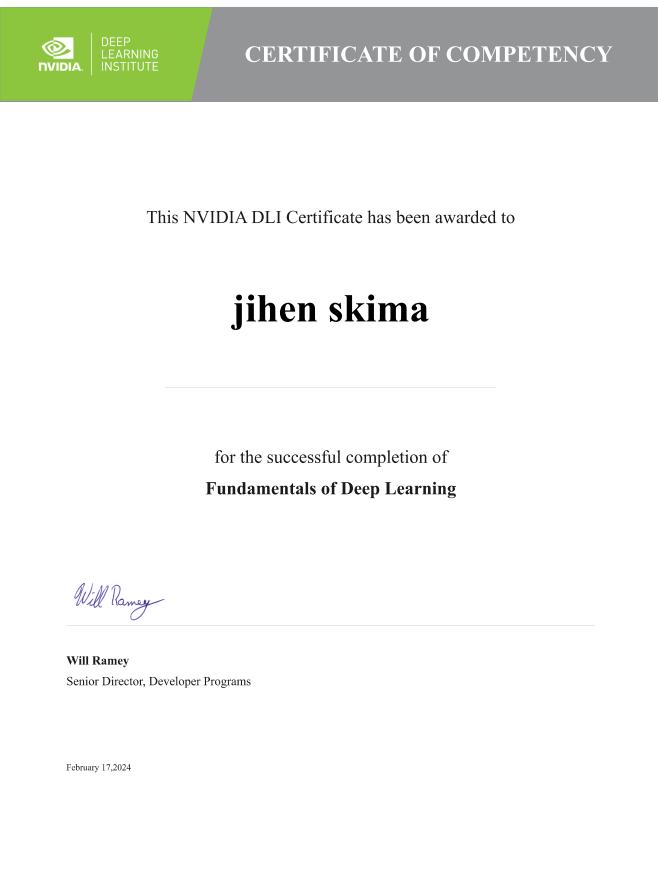 NVIDIA.
DEEP
LEARNING
INSTITUTE
CERTIFICATE OF COMPETENCY
This NVIDIA DLI Certificate has been awarded to
jihen skima
for the successful completion of
Fundamentals of Deep Learning
Will Ramey
Will Ramey
Senior Director, Developer Programs
February 17,2024